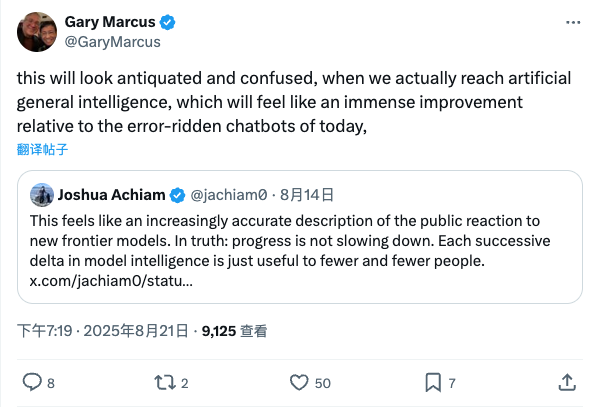 Gary Marcus
@GaryMarcus
this will look antiquated and confused, when we actually reach artificial
general intelligence, which will feel like an immense improvement
relative to the error-ridden chatbots of today,
翻译帖子
Joshua Achiam @jachiam0 · 8月14日
This feels like an increasingly accurate description of the public reaction to
new frontier models. In truth: progress is not slowing down. Each successive
delta in model intelligence is just useful to fewer and fewer people.
x.com/jachiam0/statu...
下午7:19 · 2025年8月21日 · 9,125 查看
8 2 50 7